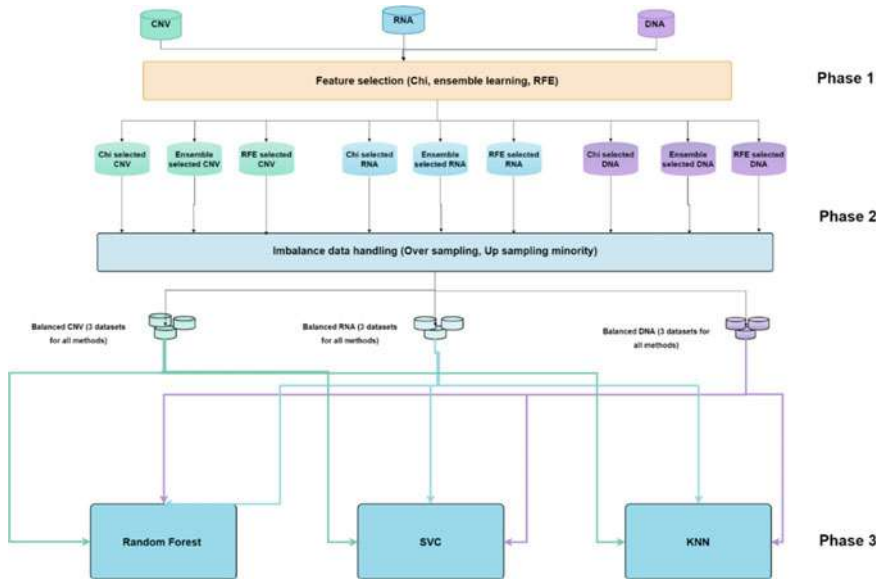 CNV
RNA
DNA
Feature selection (Chi, ensemble learning, RFE)
Phase 1
Chi selected
CNV
Ensemble
selected CNV
RFE selected
CNV
Chi selected
RNA
Ensemble
selected RNA
RFE selected
RNA
Chi selected
DNA
Ensemble
selected DNA
RFE selected
DNA
Phase 2
Imbalance data handling (Over sampling, Up sampling minority)
Balanced CNV (3 datasets
for all methods)
Balanced RNA (3 datasets
for all methods)
Balanced DNA (3 datasets for
all methods)
Random Forest
SVC
KNN
Phase 3